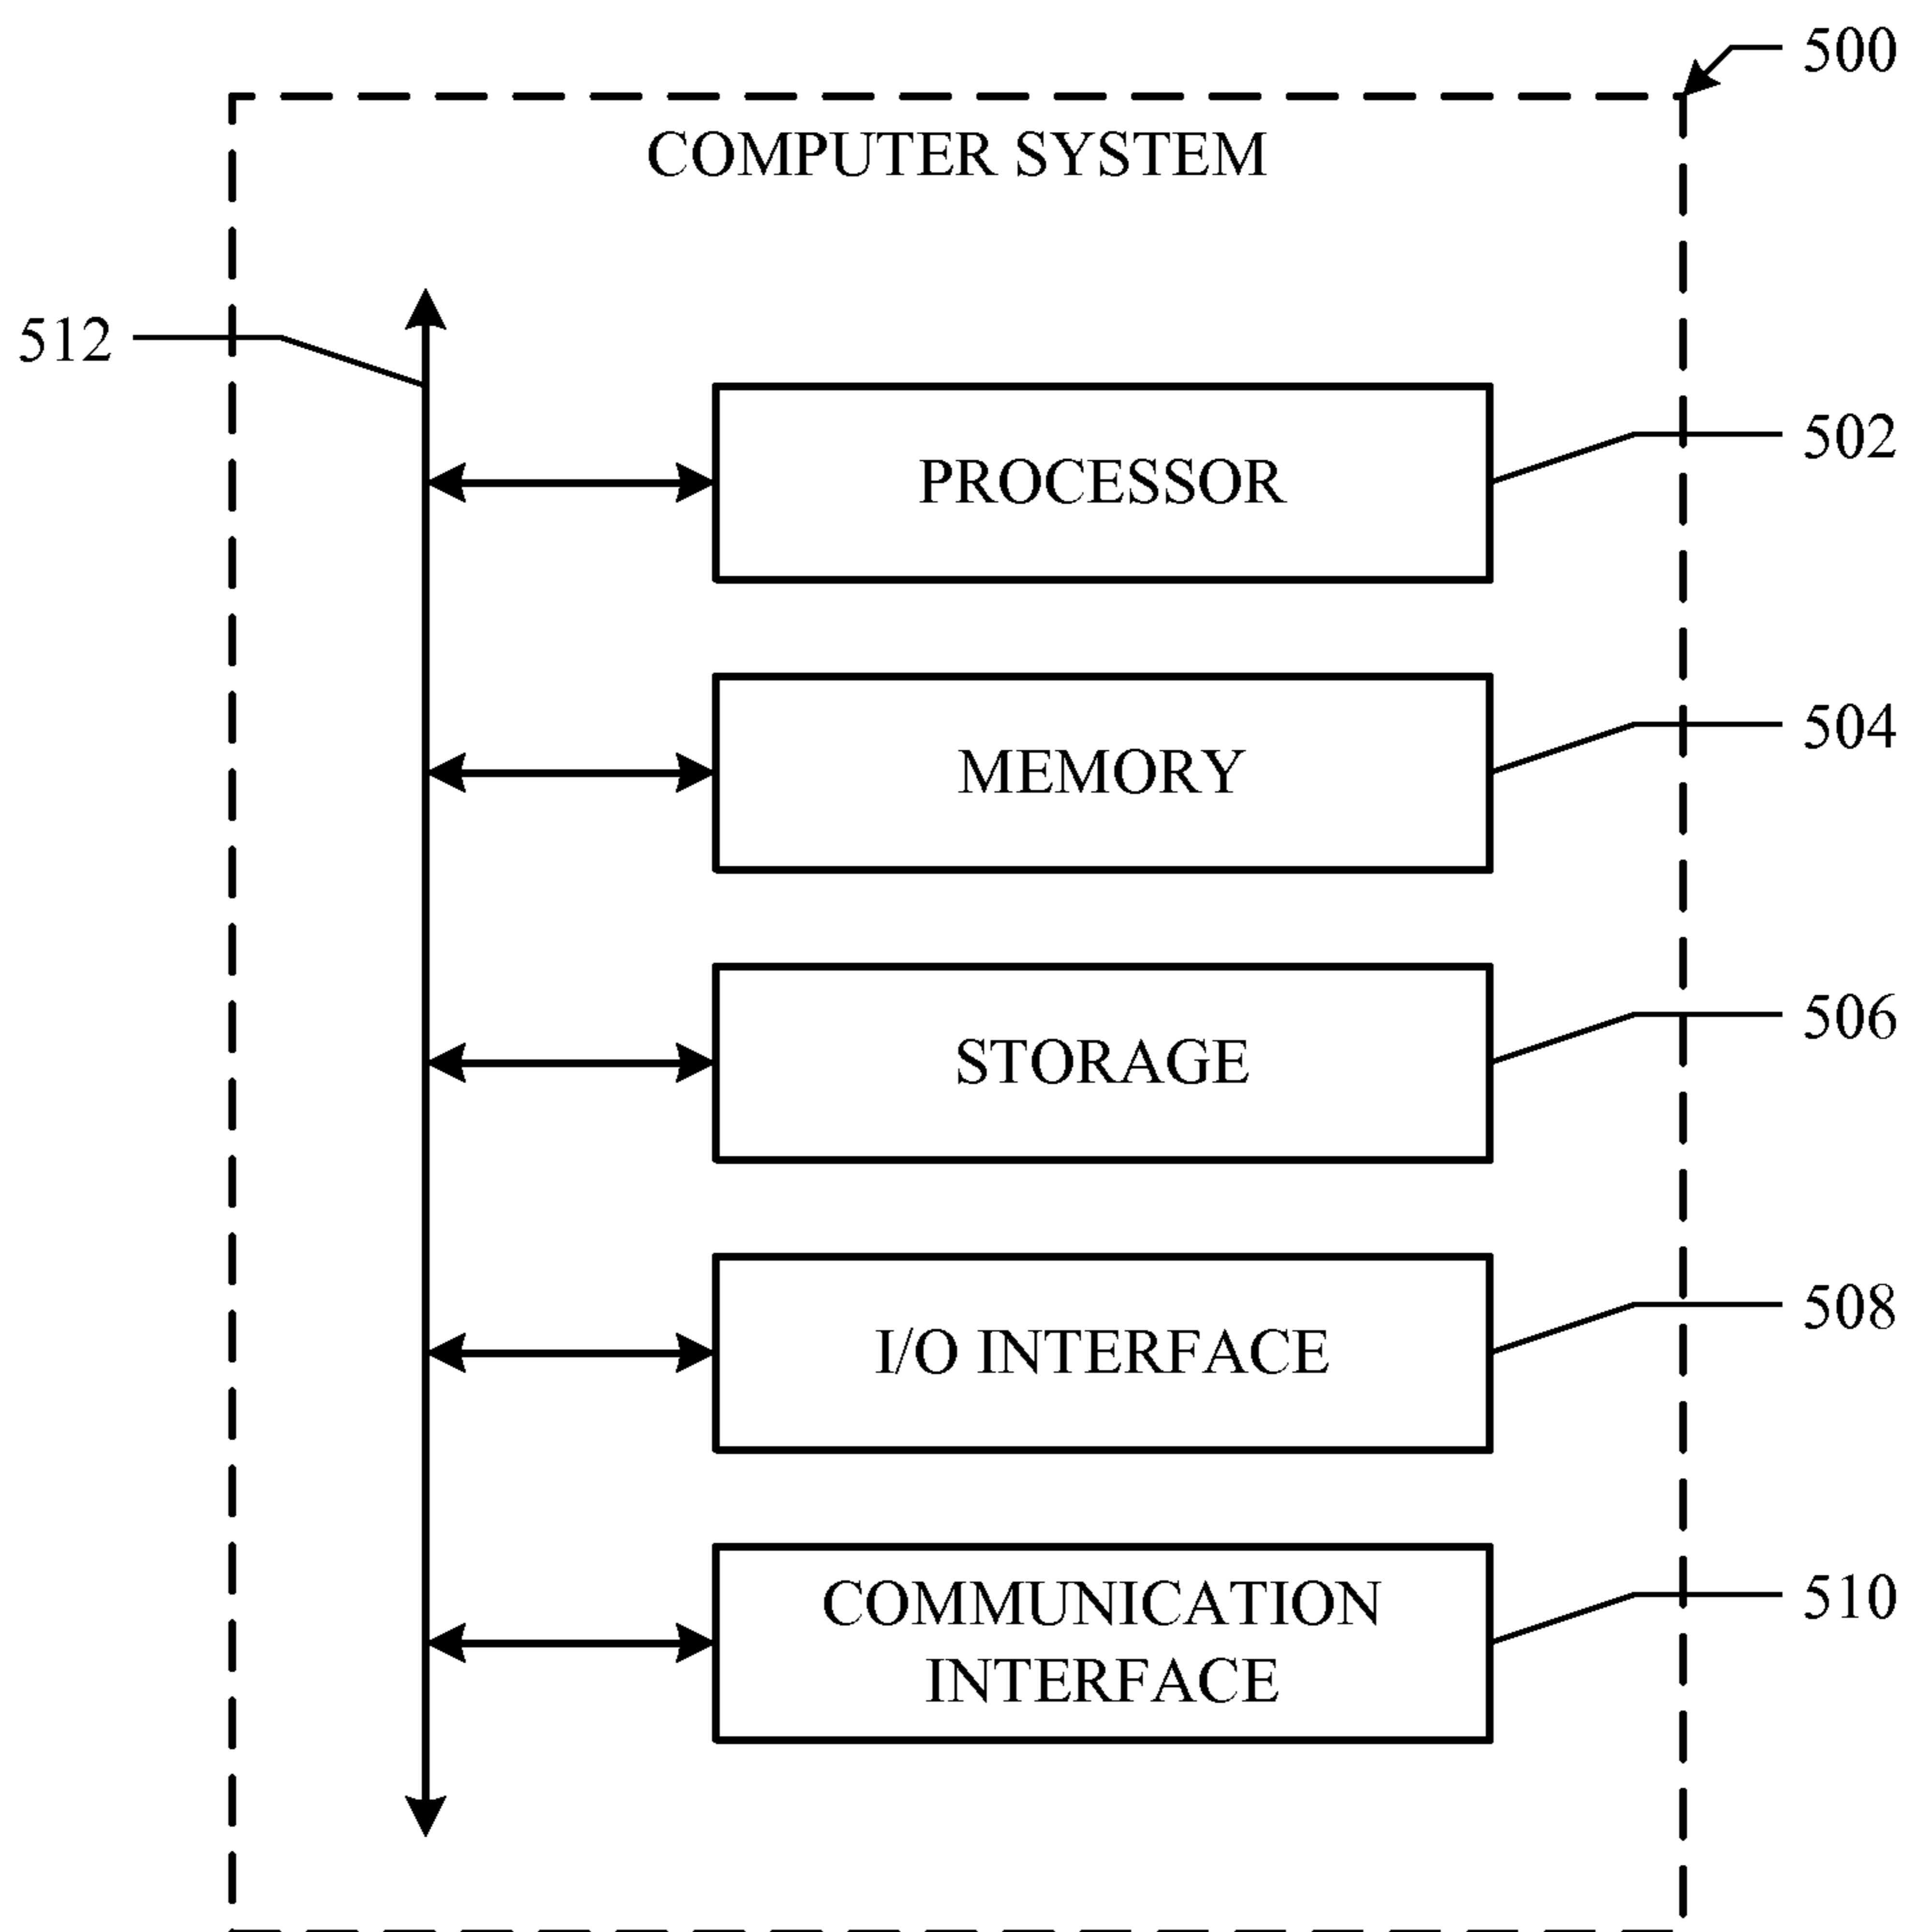 500
COMPUTER SYSTEM
512
502
PROCESSOR
504
MEMORY
506
STORAGE
508
I/O INTERFACE
510
COMMUNICATION
INTERFACE